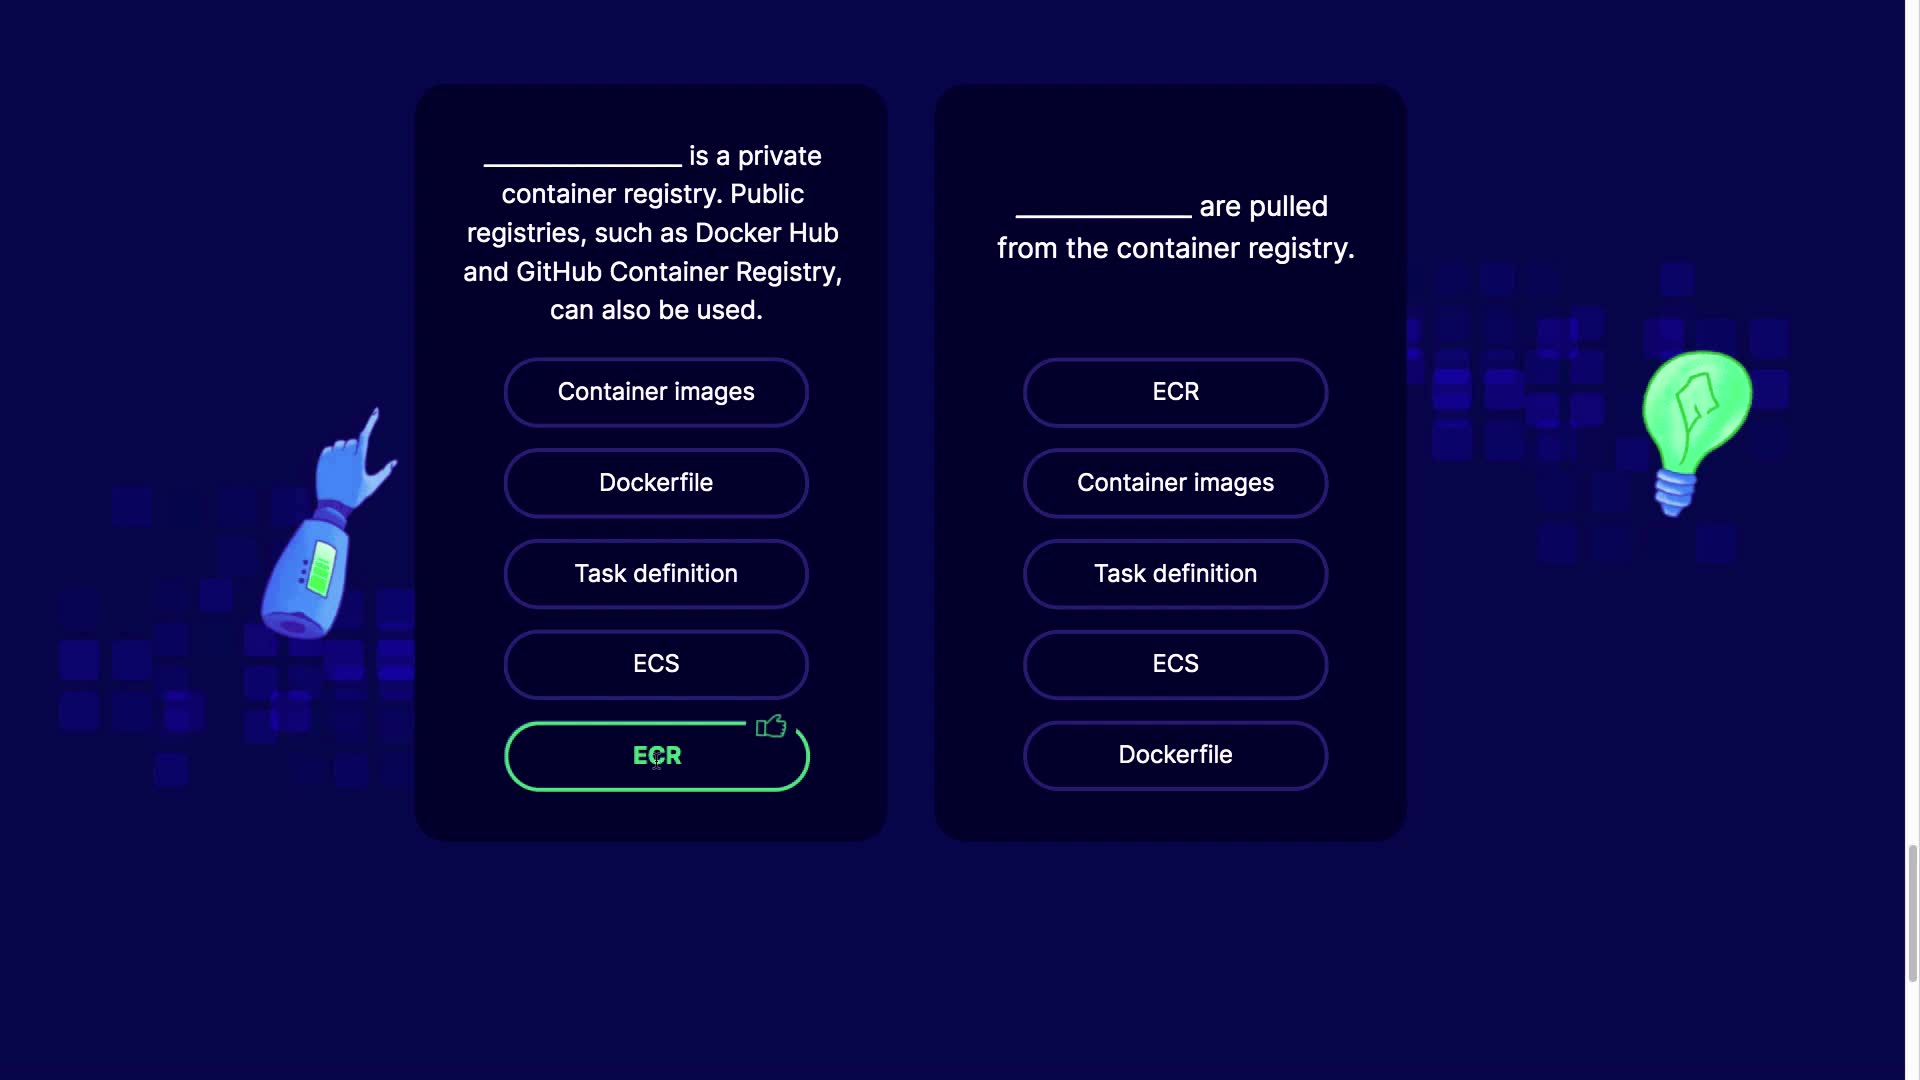 ______________ is a private
container registry. Public
registries, such as Docker Hub
and GitHub Container Registry,
can also be used.
Container images
Dockerfile
Task definition
ECS
ECR
____________ are pulled
from the container registry.
ECR
Container images
Task definition
ECS
Dockerfile